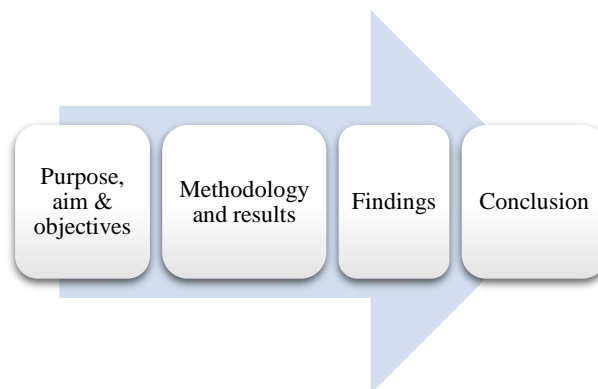 Purpose,
aim &
objectives
Methodology
and results
Findings
Conclusion